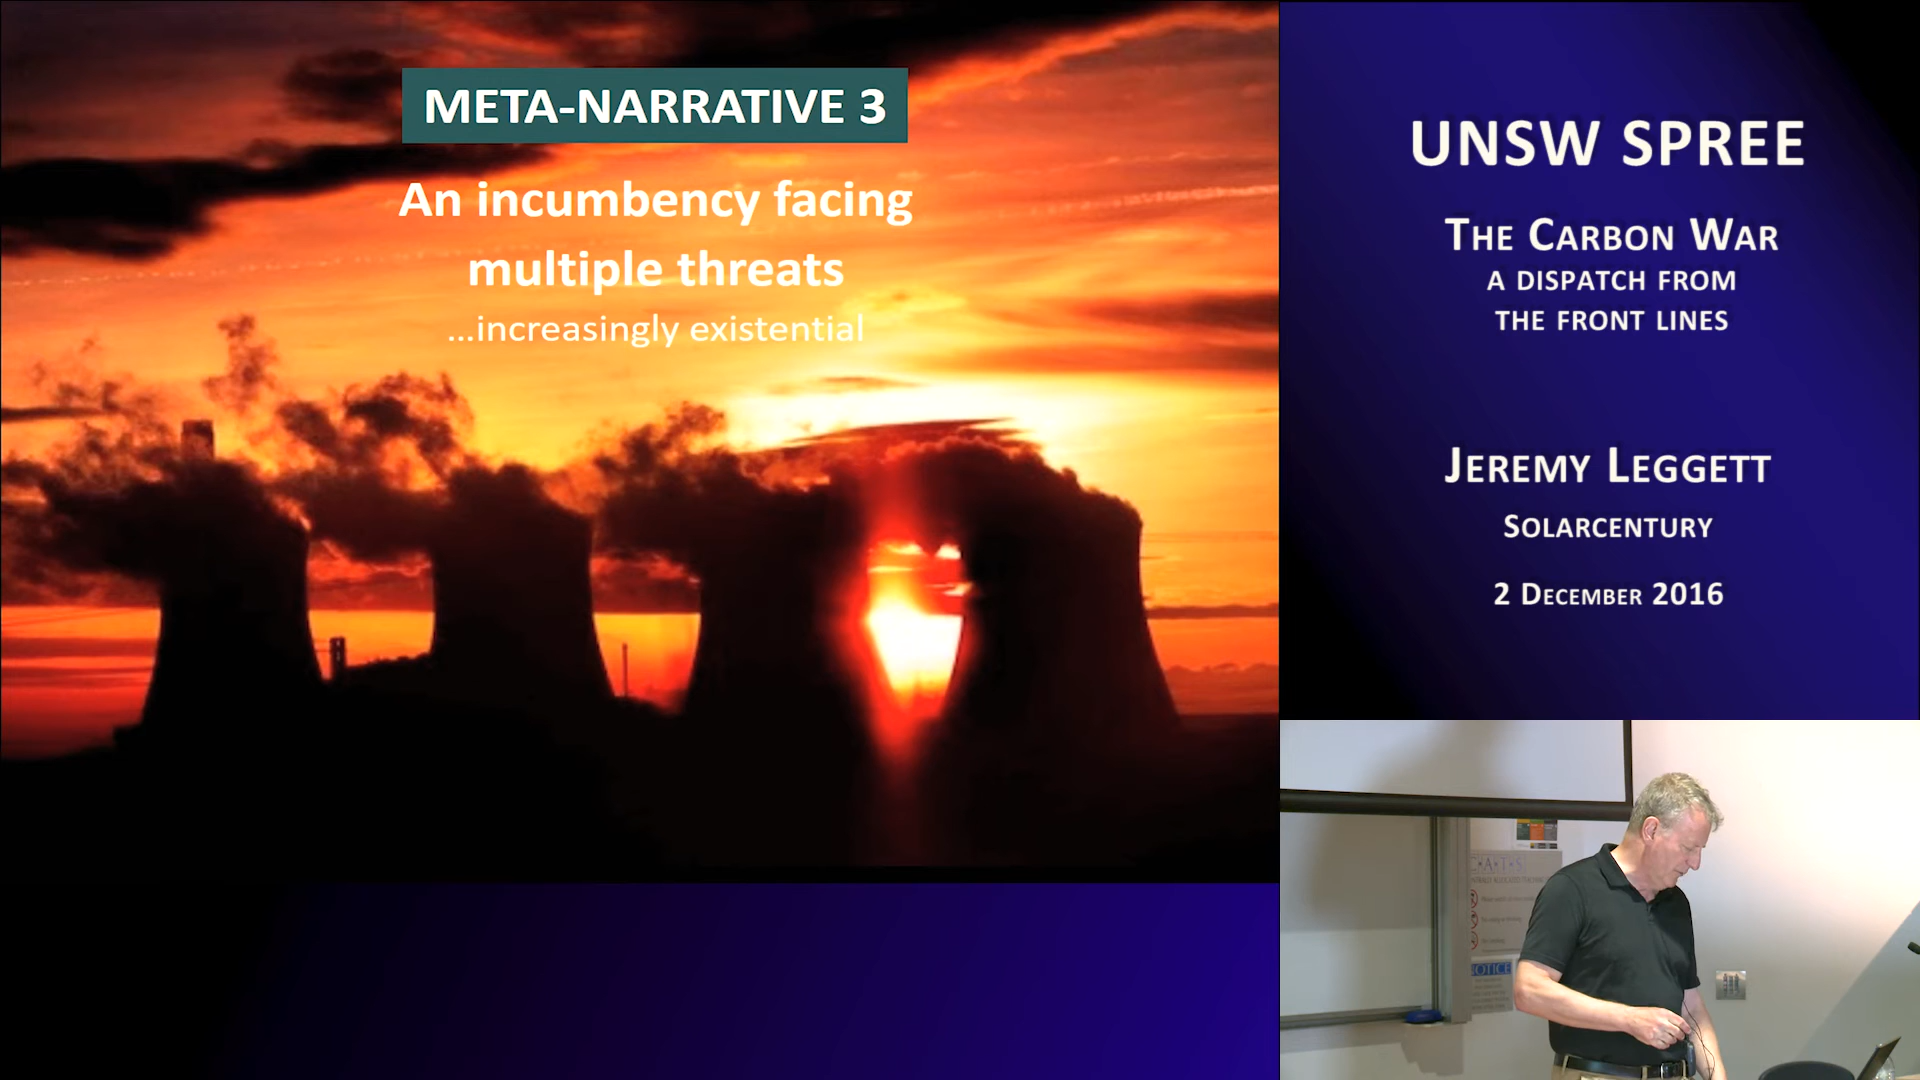 META-NARRATIVE 3
An incumbency facing
multiple threats
...increasingly existential
UNSW SPREE
THE CARBON WAR
A DISPATCH FROM
THE FRONT LINES
JEREMY LEGGETT
SOLARCENTURY
2 DECEMBER 2016
NOTICE